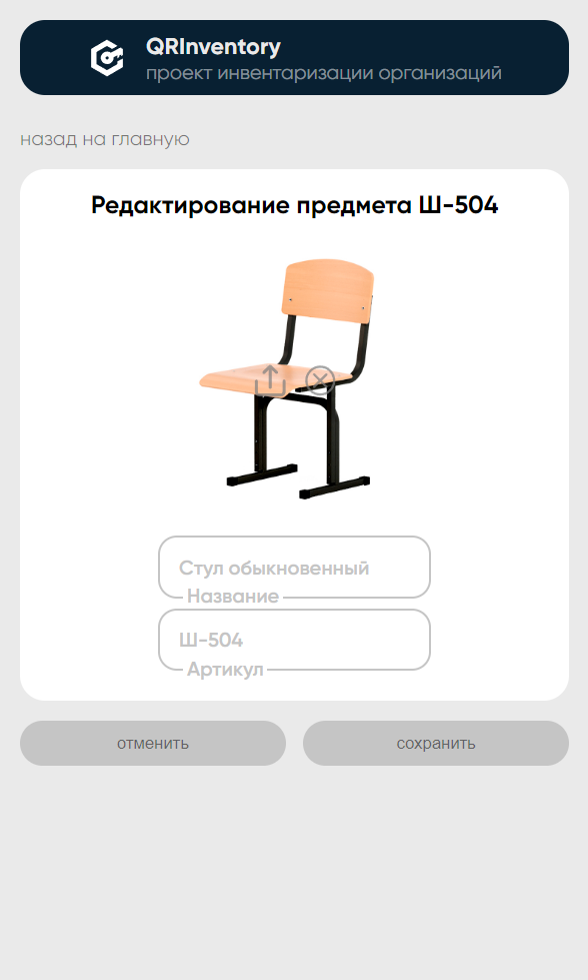 QRInventory
проект инвентаризации организаций
назад на главную
Редактирование предмета Ш-504
Стул обыкновенный
Название
Ш-504
Артикул
отменить
сохранить